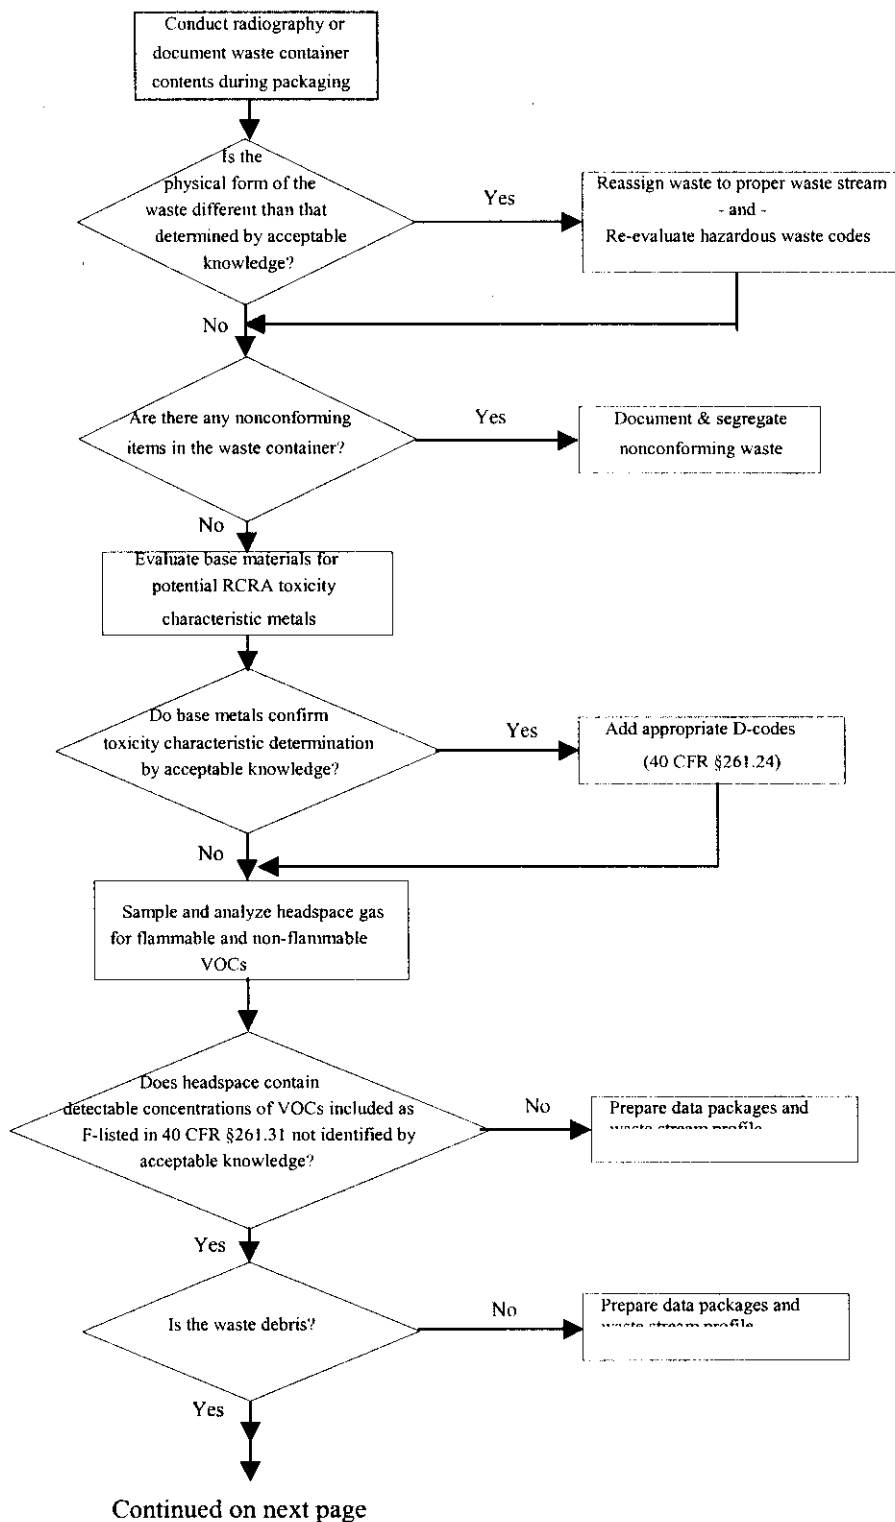 Conduct radiography or
document waste container
contents during packaging
Is the
physical form of the
waste different than that
determined by acceptable
knowledge?
Yes
Reassign waste to proper waste stream
- and -
Re-evaluate hazardous waste codes
No
Are there any nonconforming
items in the waste container?
Yes
Document & segregate
nonconforming waste
No
Evaluate base materials for
potential RCRA toxicity
characteristic metals
Do base metals confirm
toxicity characteristic determination
by acceptable knowledge?
Yes
Add appropriate D-codes
(40 CFR §261.24)
No
Sample and analyze headspace gas
for flammable and non-flammable
VOCs
Does headspace contain
detectable concentrations of VOCs included as
F-listed in 40 CFR §261.31 not identified by
acceptable knowledge?
No
Prepare data packages and
waste stream profile
Yes
Is the waste debris?
No
Prepare data packages and
waste stream profile
Yes
Continued on next page